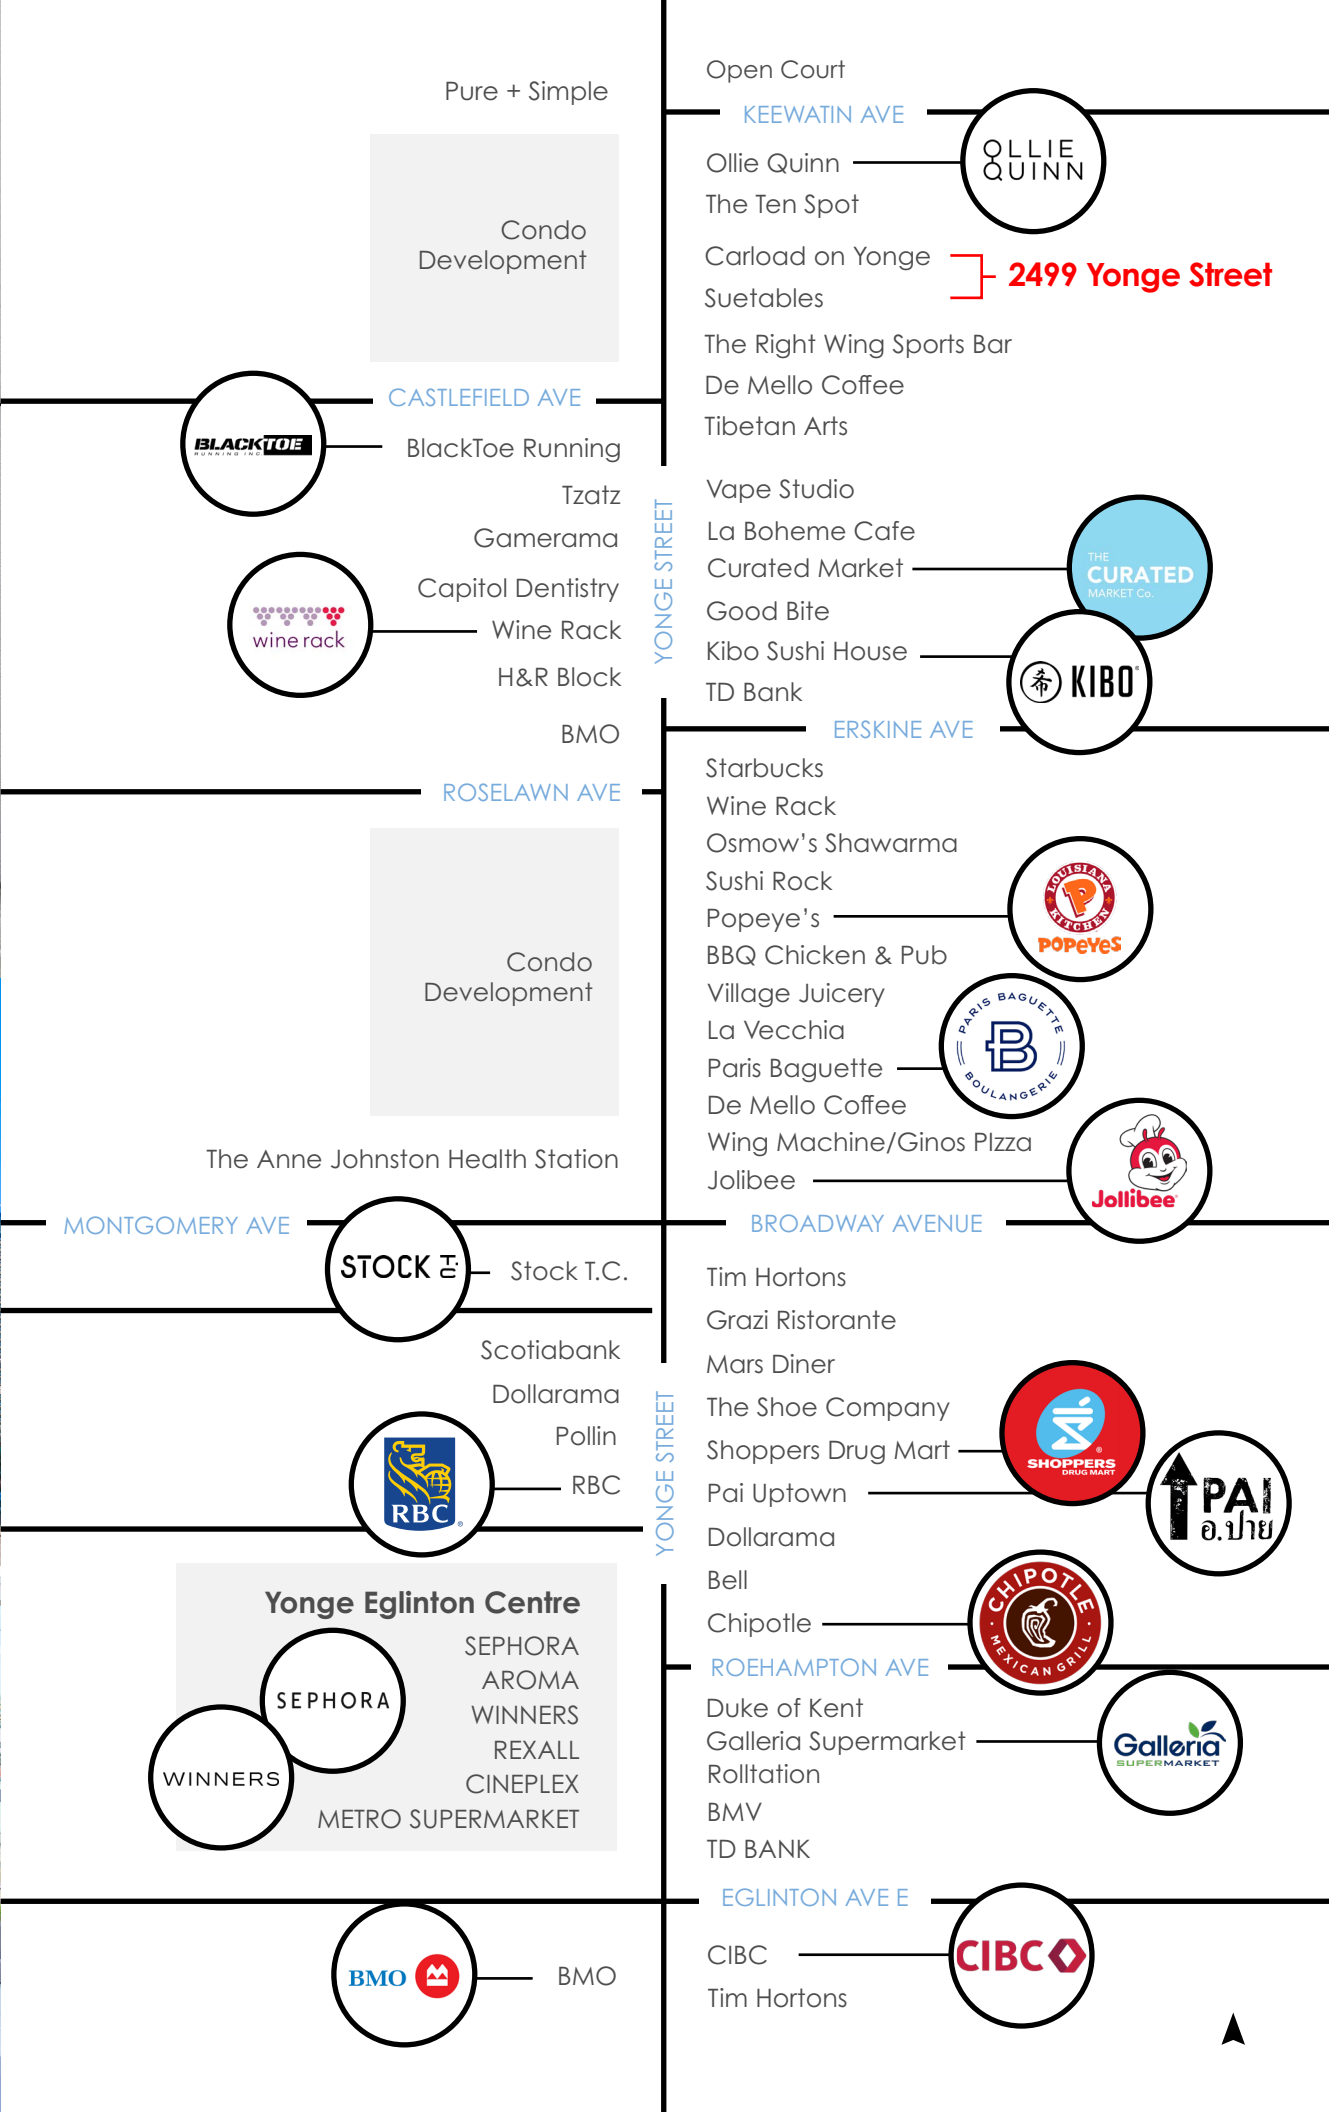 Pure + Simple
Condo
Development
CASTLEFIELD AVE
BLACKTOE
RUNNING INC.
BlackToe Running
Tzatz
Gamerama
Capitol Dentistry
wine rack
Wine Rack
H&R Block
BMO
ROSELAWN AVE
Condo
Development
The Anne Johnston Health Station
MONTGOMERY AVE
STOCK T.C
Stock T.C.
Scotiabank
Dollarama
Pollin
RBC
RBC
Yonge Eglinton Centre
SEPHORA
AROMA
WINNERS
REXALL
CINEPLEX
METRO SUPERMARKET
SEPHORA
WINNERS
BMO
BMO
YONGE STREET
YONGE STREET
Open Court
KEEWATIN AVE
Ollie Quinn
OLLIE
QUINN
The Ten Spot
Carload on Yonge
Suetables
2499 Yonge Street
The Right Wing Sports Bar
De Mello Coffee
Tibetan Arts
Vape Studio
La Boheme Cafe
Curated Market
THE
CURATED
MARKET Co.
Good Bite
Kibo Sushi House
希 KIBO
TD Bank
ERSKINE AVE
Starbucks
Wine Rack
Osmow's Shawarma
Sushi Rock
Popeye's
LOUISIANA
KITCHEN
POPEYES
BBQ Chicken & Pub
Village Juicery
La Vecchia
Paris Baguette
PARIS BAGUETTE
B
BOULANGERIE
De Mello Coffee
Wing Machine/Ginos PIzza
Jolibee
Jollibee
BROADWAY AVENUE
Tim Hortons
Grazi Ristorante
Mars Diner
The Shoe Company
Shoppers Drug Mart
SHOPPERS
DRUG MART
Pai Uptown
PAI
อ.ปาย
Dollarama
Bell
Chipotle
CHIPOTLE
MEXICAN GRILL
ROEHAMPTON AVE
Duke of Kent
Galleria Supermarket
Galleria
SUPERMARKET
Rolltation
BMV
TD BANK
EGLINTON AVE E
CIBC
CIBC
Tim Hortons